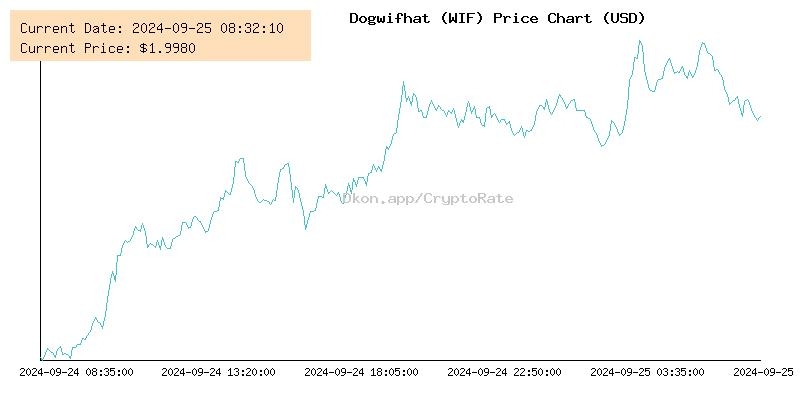 Dogwifhat (WIF) Price Chart (USD)
Current Date: 2024-09-25 08:32:10
Current Price: $1.9980
Dkon.app/CryptoRate
2024-09-24 08:35:00 2024-09-24 13:20:00 2024-09-24 18:05:00 2024-09-24 22:50:00 2024-09-25 03:35:00 2024-09-25